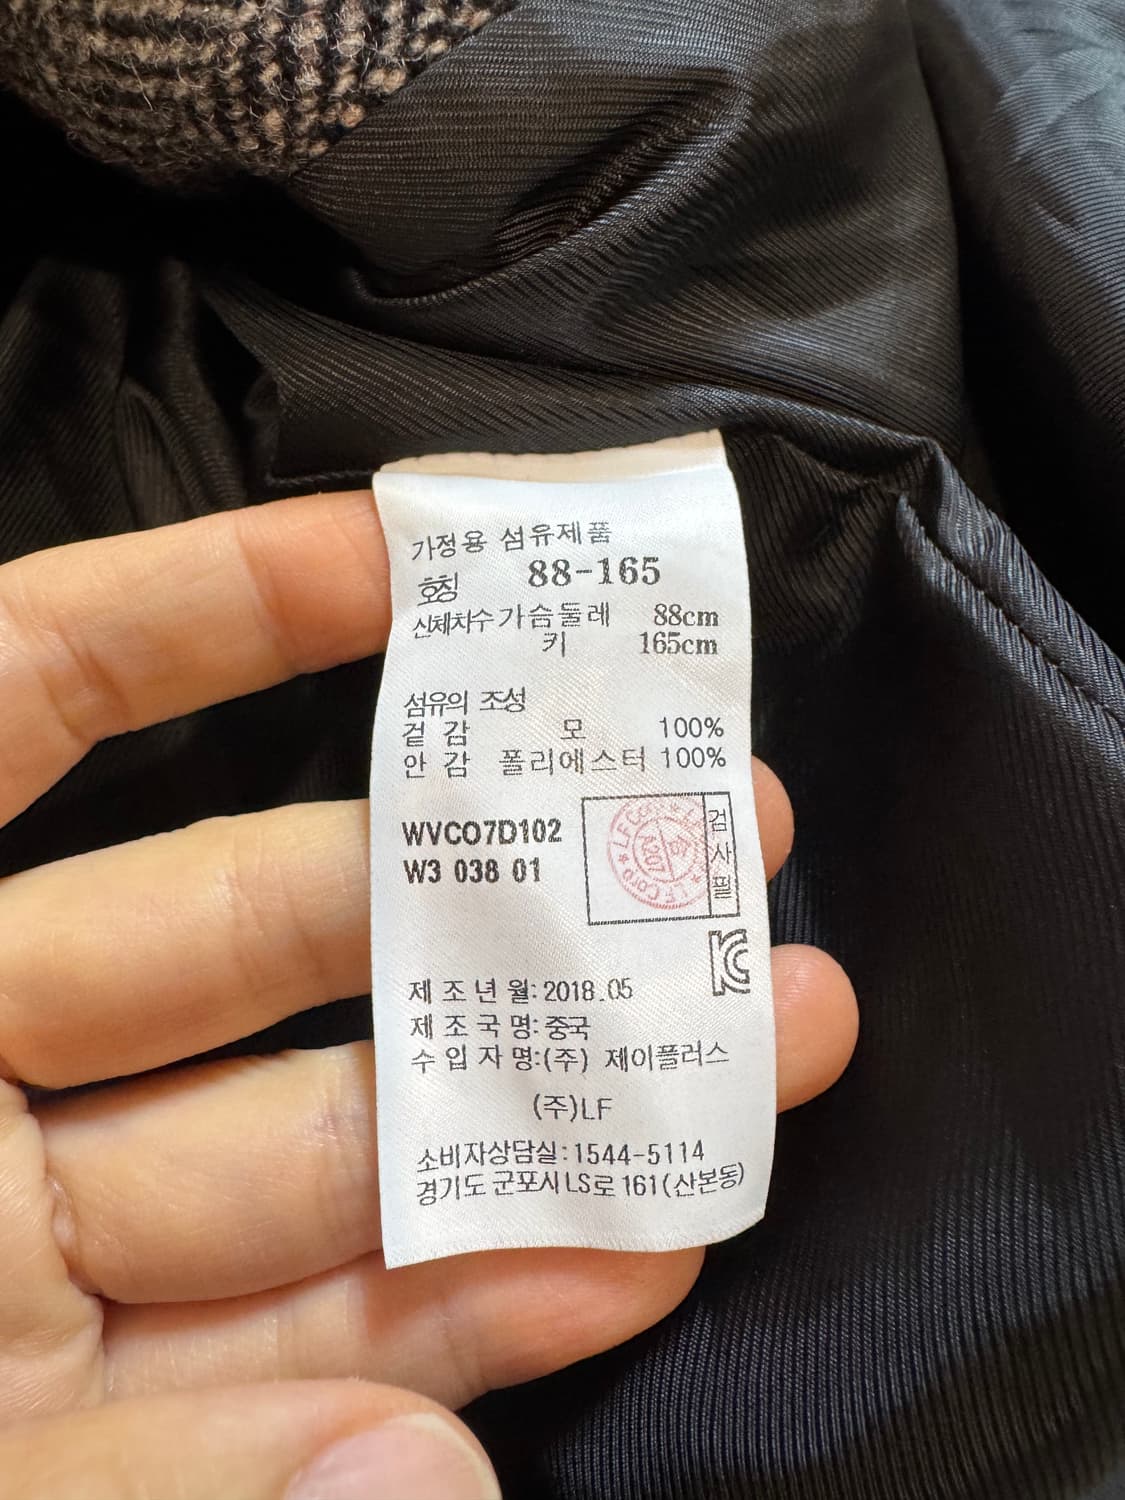 가정용 섬유제품
호칭 88-165
신체치수 가슴둘레 88cm
키 165cm
섬유의 조성
겉 감 모 100%
안 감 폴리에스터 100%
WVCO7D102
W3 038 01
검사필
제 조 년 월: 2018.05
제 조 국 명: 중국
수 입 자 명:(주) 제이플러스
(주)LF
소비자상담실:1544-5114
경기도 군포시 LS로 161(산본동)